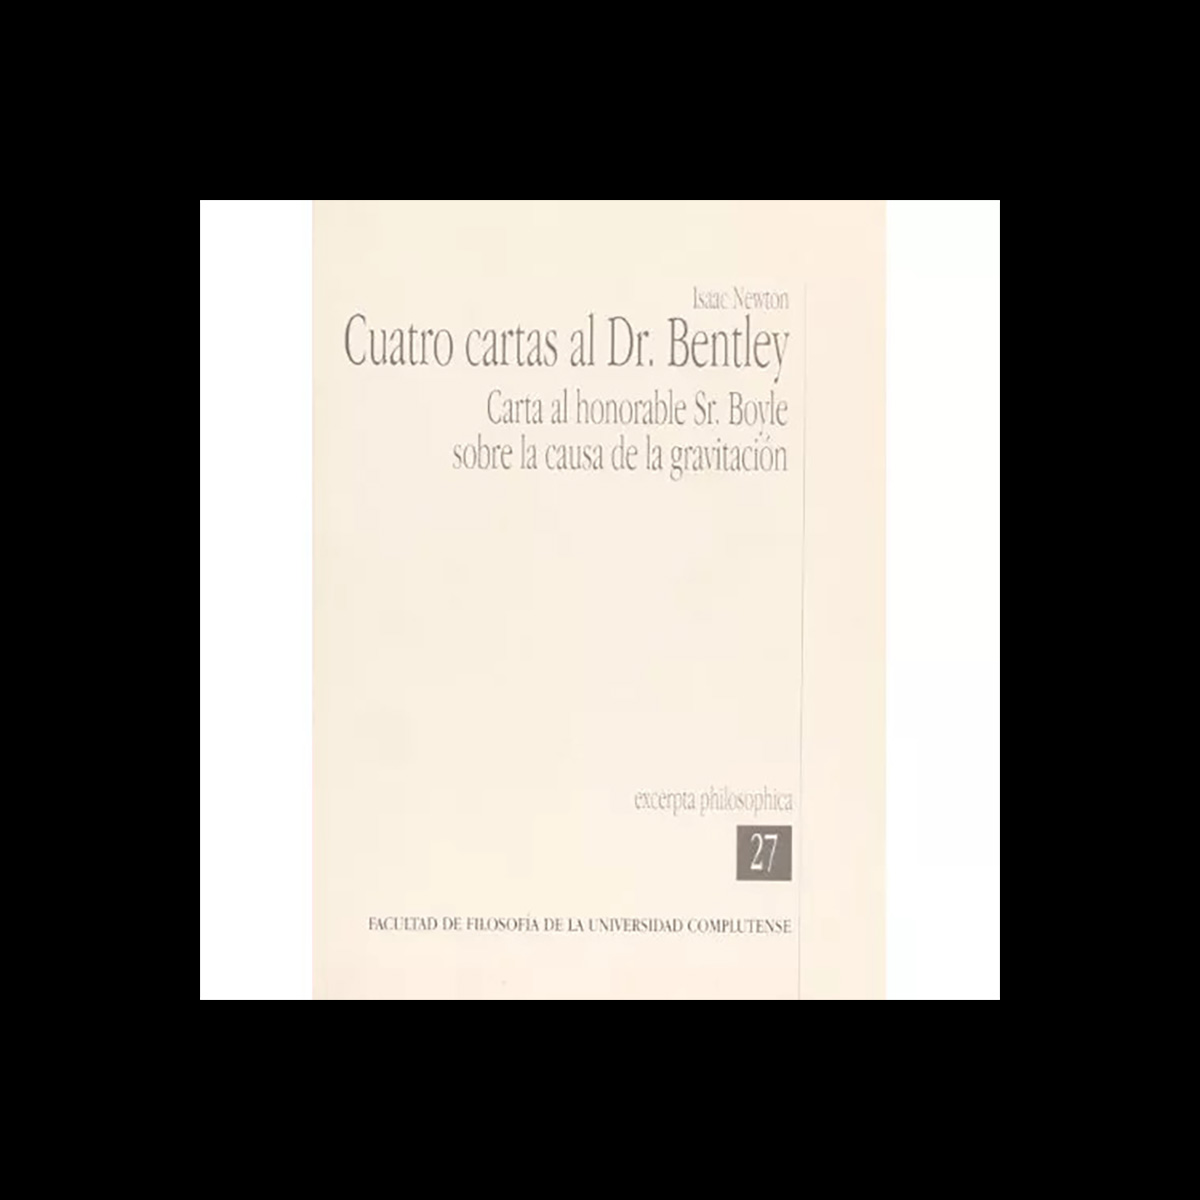 Isaac Newton
Cuatro cartas al Dr. Bentley
Carta al honorable Sr. Boyle
sobre la causa de la gravitación
excerpta philosophica
27
FACULTAD DE FILOSOFÍA DE LA UNIVERSIDAD COMPLUTENSE